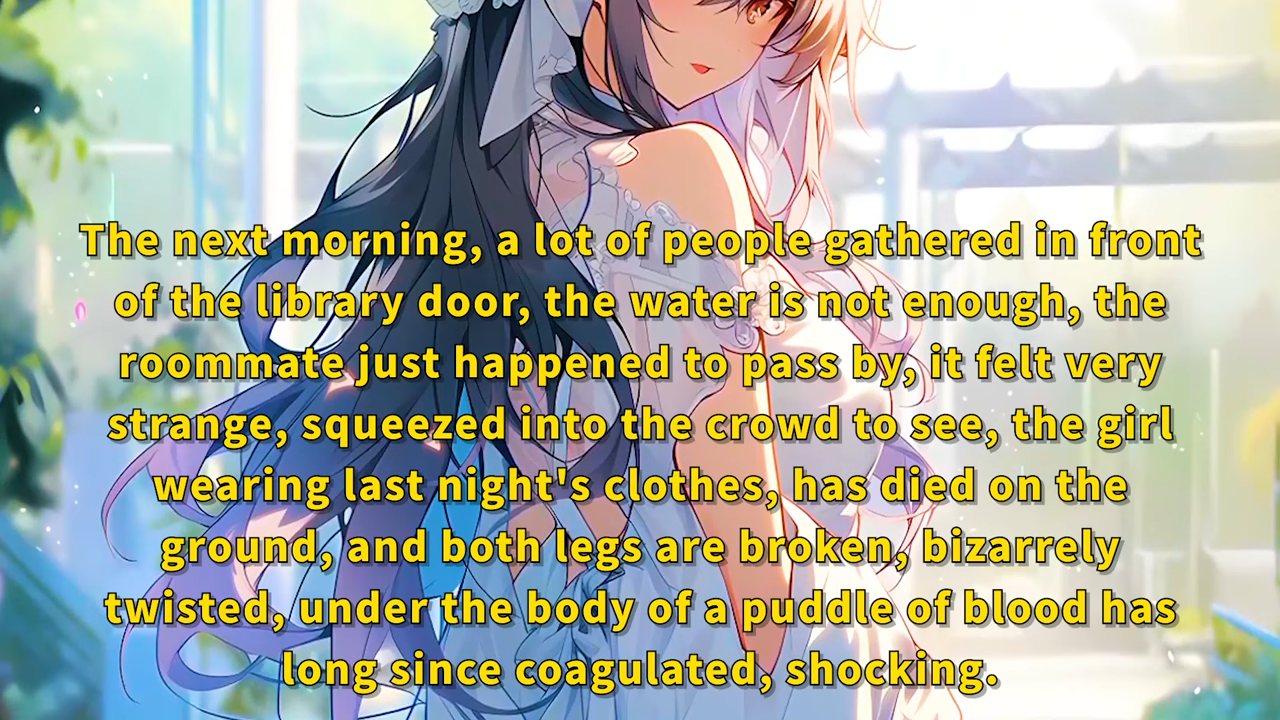 The next morning, a lot of people gathered in front
of the library door, the water is not enough, the
roommate just happened to pass by, it felt very
strange, squeezed into the crowd to see, the girl
wearing last night's clothes, has died on the
ground, and both legs are broken, bizarrely
twisted, under the body of a puddle of blood has
long since coagulated, shocking.